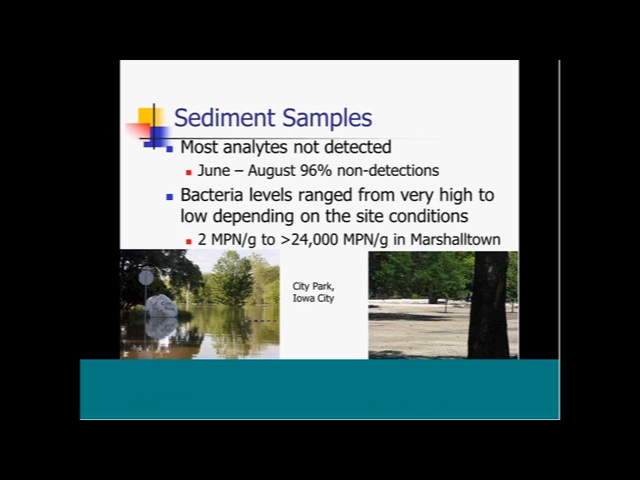 Sediment Samples
Most analytes not detected
June – August 96% non-detections
Bacteria levels ranged from very high to
low depending on the site conditions
2 MPN/g to >24,000 MPN/g in Marshalltown
City Park,
Iowa City